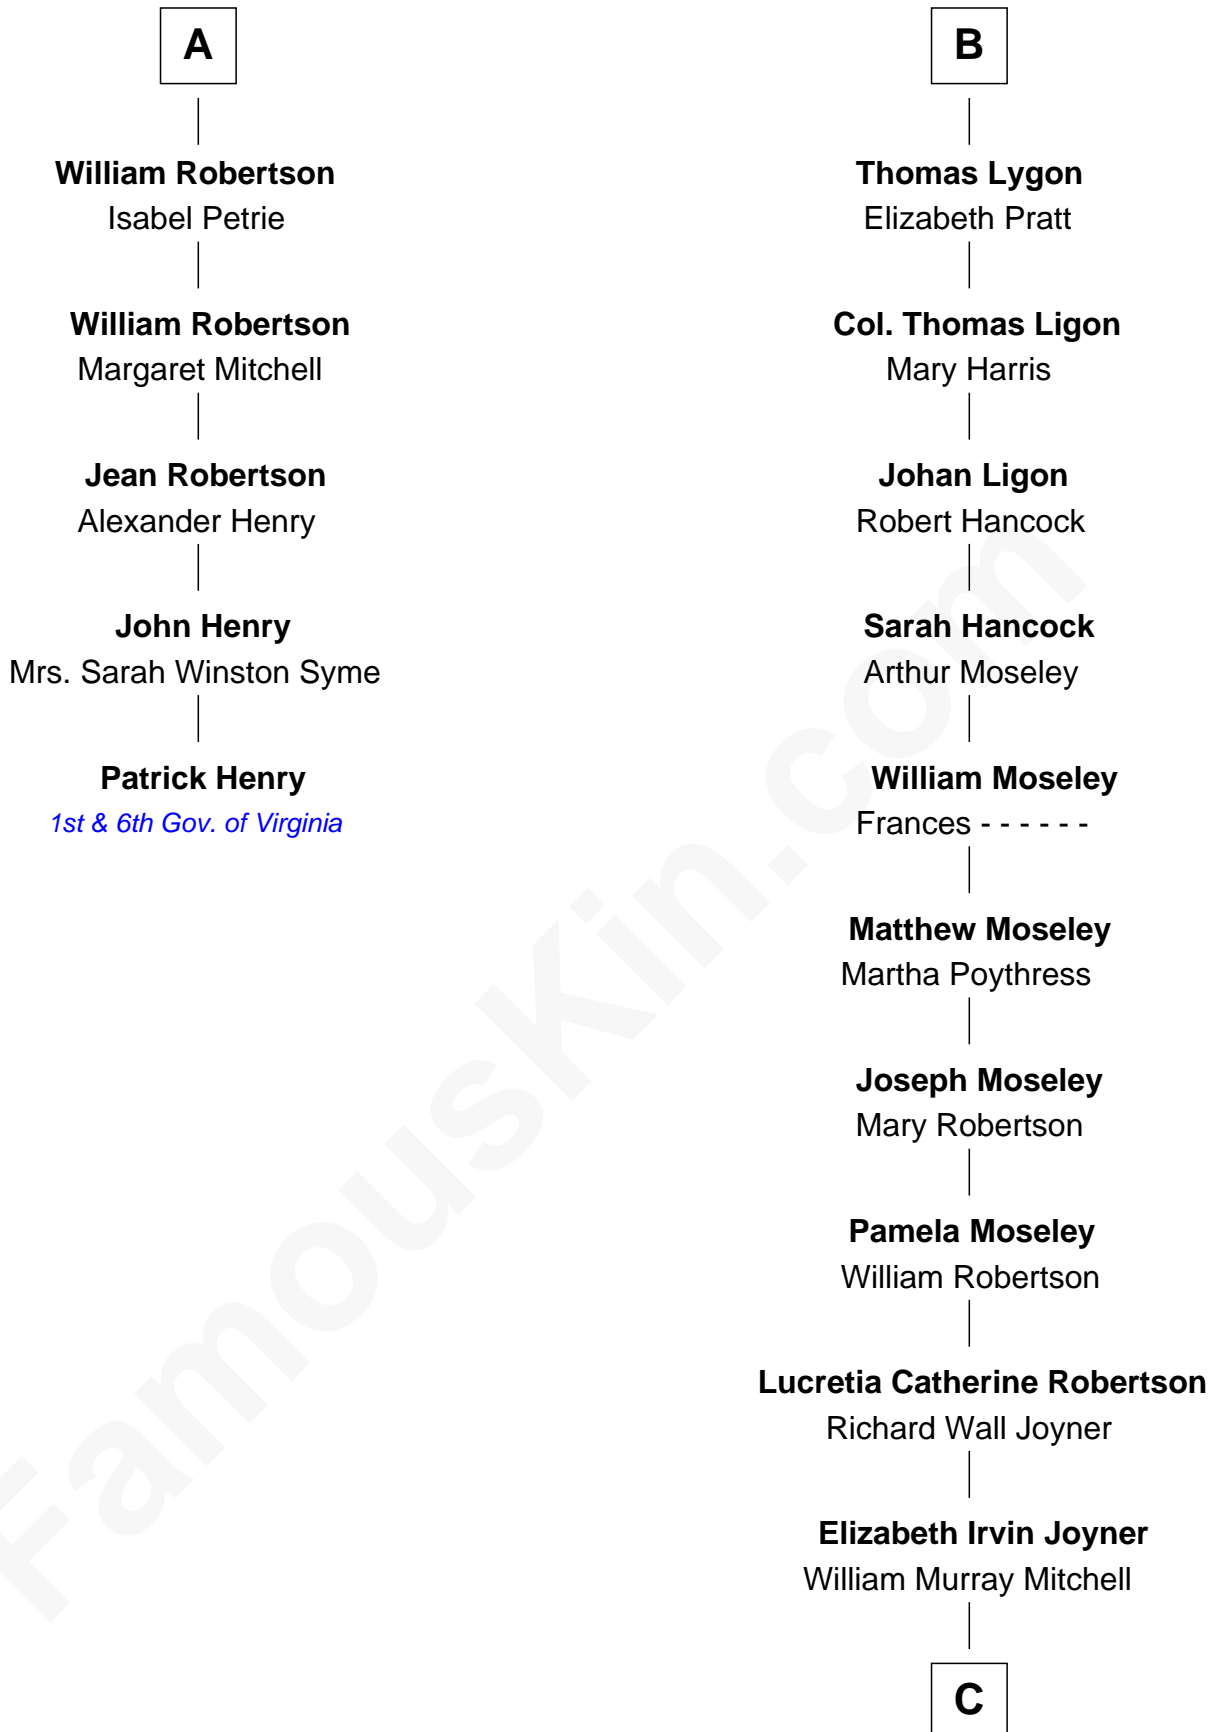 A
William Robertson
Isabel Petrie
William Robertson
Margaret Mitchell
Jean Robertson
Alexander Henry
John Henry
Mrs. Sarah Winston Syme
Patrick Henry
1st & 6th Gov. of Virginia
B
Thomas Lygon
Elizabeth Pratt
Col. Thomas Ligon
Mary Harris
Johan Ligon
Robert Hancock
Sarah Hancock
Arthur Moseley
William Moseley
Frances - - - - - -
Matthew Moseley
Martha Poythress
Joseph Moseley
Mary Robertson
Pamela Moseley
William Robertson
Lucretia Catherine Robertson
Richard Wall Joyner
Elizabeth Irvin Joyner
William Murray Mitchell
C
FamousKin.com